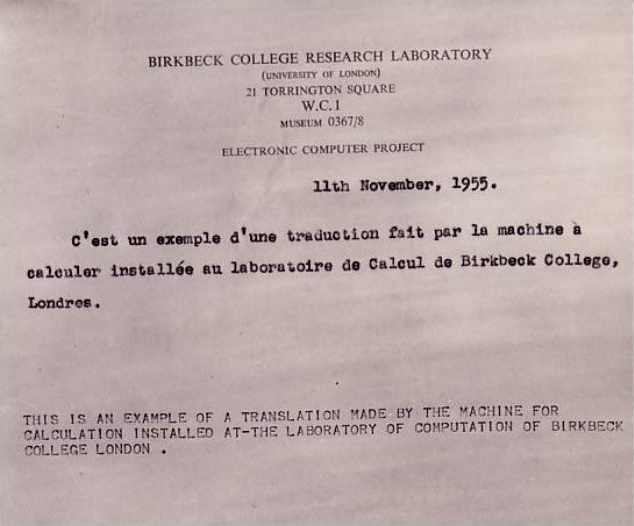 BIRKBECK COLLEGE RESEARCH LABORATORY
(UNIVERSITY OF LONDON)
21 TORRINGTON SQUARE
W.C.1
MUSEUM 0367/8
ELECTRONIC COMPUTER PROJECT
11th November, 1955.
C'est un exemple d'une traduction fait par la machine à
calculer installée au laboratoire de Calcul de Birkbeck College,
Londres.
THIS IS AN EXAMPLE OF A TRANSLATION MADE BY THE MACHINE FOR
CALCULATION INSTALLED AT-THE LABORATORY OF COMPUTATION OF BIRKBECK
COLLEGE LONDON .